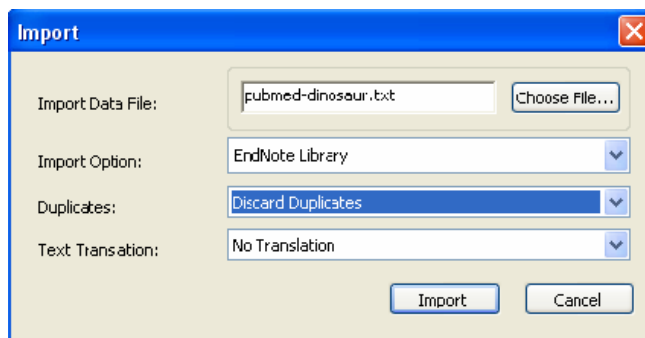 Import
Import Data File: pubmed-dinosaur.txt Choose File...
Import Option: EndNote Library
Duplicates: Discard Duplicates
Text Transation: No Translation
Import Cancel